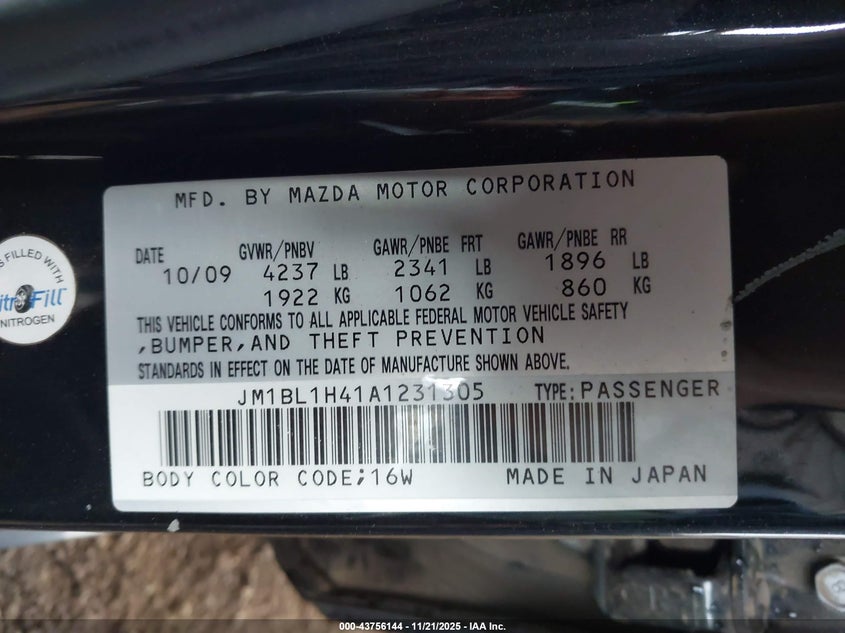 MFD. BY MAZDA MOTOR CORPORATION
DATE GVWR/PNBV GAWR/PNBE FRT GAWR/PNBE RR
10/09 4237 LB 2341 LB 1896 LB
1922 KG 1062 KG 860 KG
THIS VEHICLE CONFORMS TO ALL APPLICABLE FEDERAL MOTOR VEHICLE SAFETY
,BUMPER,AND THEFT PREVENTION
STANDARDS IN EFFECT ON THE DATE OF MANUFACTURE SHOWN ABOVE.
JM1BL1H41A1231305 TYPE:PASSENGER
BODY COLOR CODE;16W MADE IN JAPAN
FILLED WITH
Fill
NITROGEN
000-43756144 - 11/21/2025 - IAA Inc.